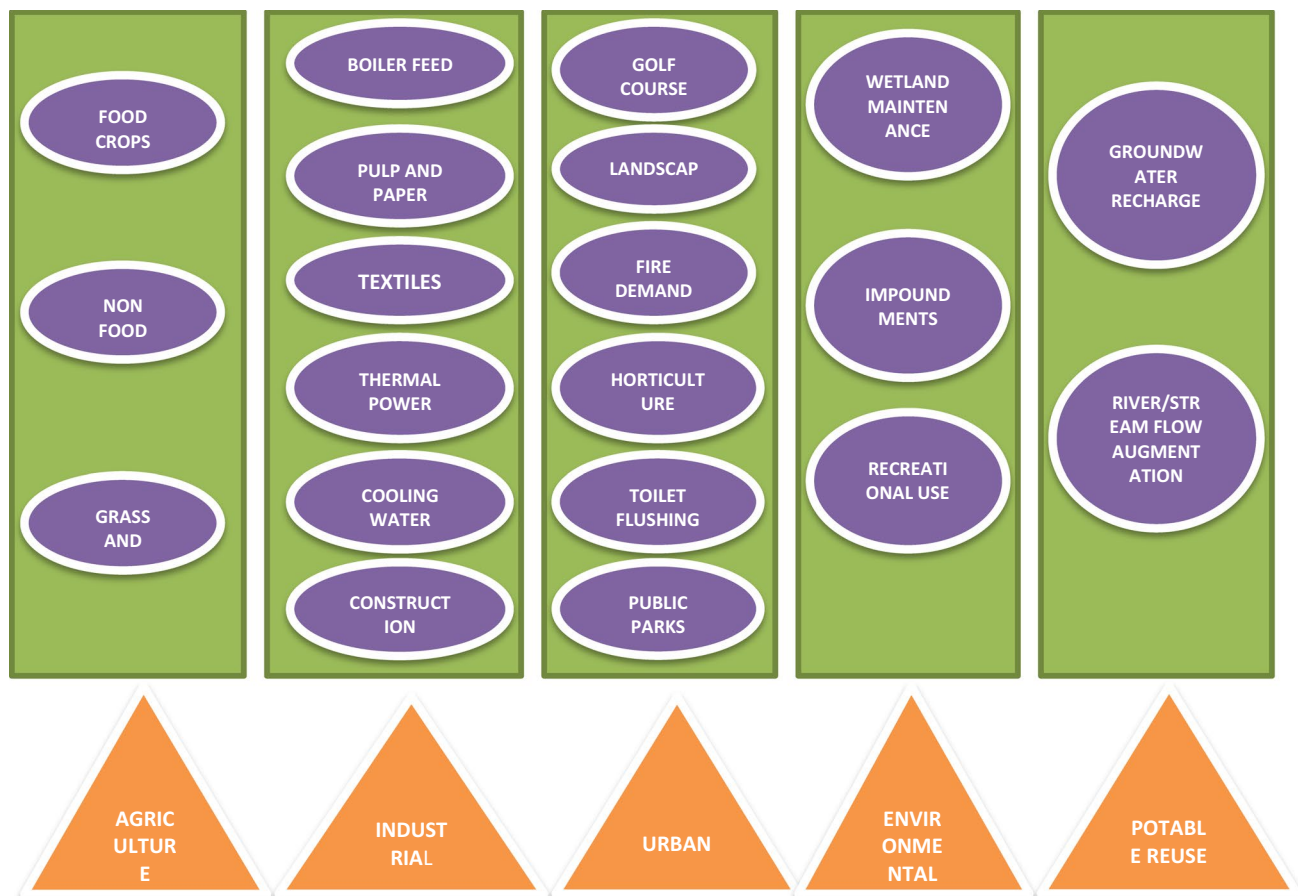 FOOD
CROPS
NON
FOOD
GRASS
AND
BOILER FEED
PULP AND
PAPER
TEXTILES
THERMAL
POWER
COOLING
WATER
CONSTRUCT
ION
GOLF
COURSE
LANDSCAP
FIRE
DEMAND
HORTICULT
URE
TOILET
FLUSHING
PUBLIC
PARKS
WETLAND
MAINTEN
ANCE
IMPOUND
MENTS
RECREATI
ONAL USE
GROUNDW
ATER
RECHARGE
RIVER/STR
EAM FLOW
AUGMENT
ATION
AGRIC
ULTUR
E
INDUST
RIAL
URBAN
ENVIR
ONME
NTAL
POTABL
E REUSE